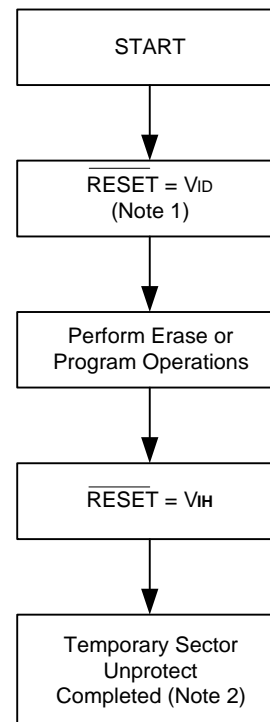 START
RESET = VID
(Note 1)
Perform Erase or
Program Operations
RESET = VIH
Temporary Sector
Unprotect
Completed (Note 2)